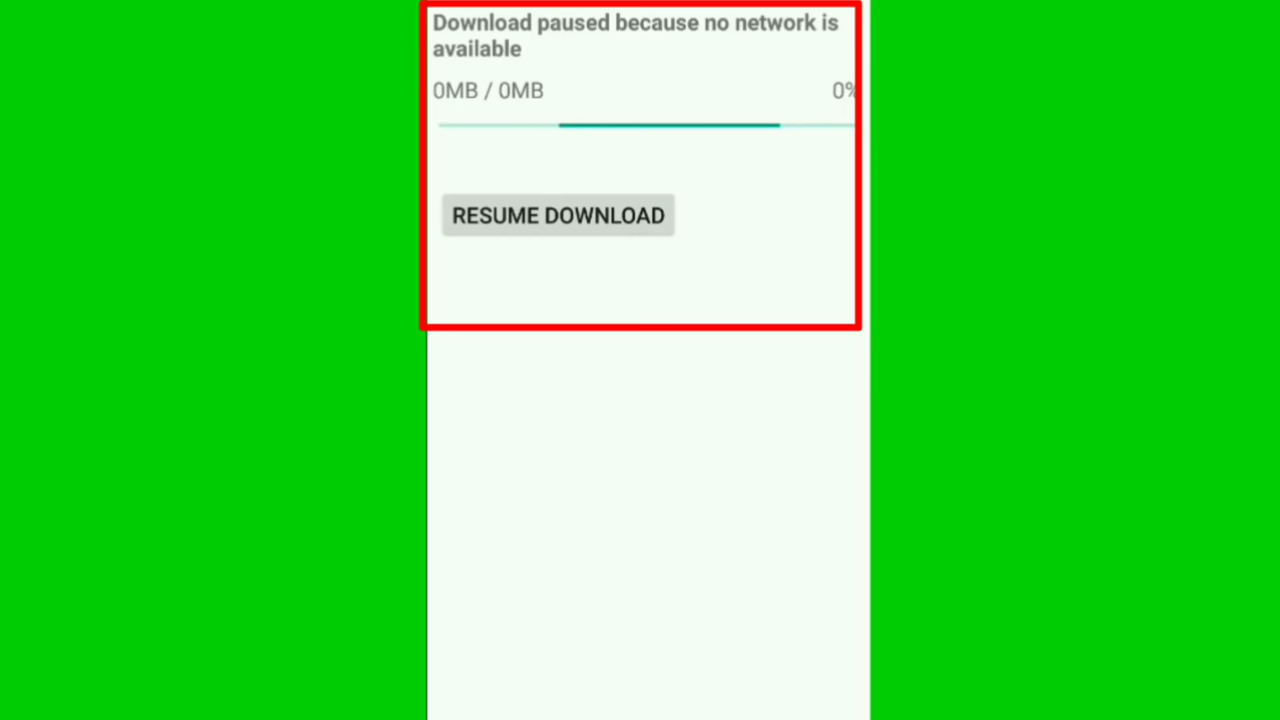 Download paused because no network is
available
0MB / 0MB 0%
RESUME DOWNLOAD